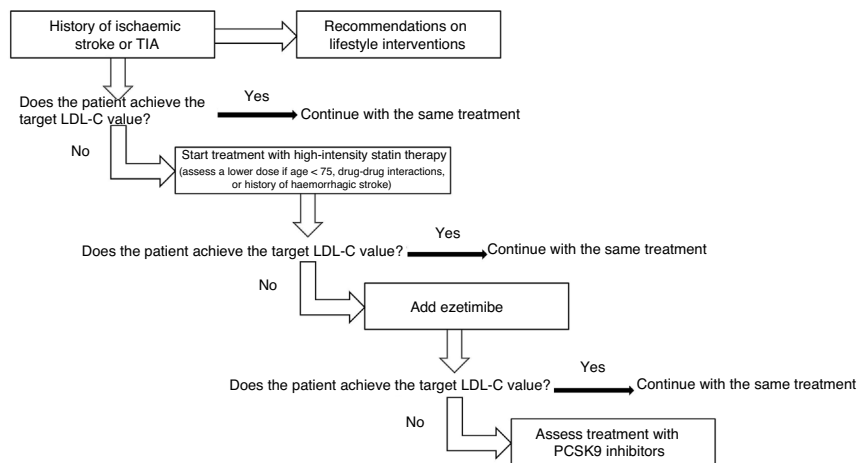 History of ischaemic
stroke or TIA
Recommendations on
lifestyle interventions
Does the patient achieve the
target LDL-C value?
Yes
Continue with the same treatment
No
Start treatment with high-intensity statin therapy
(assess a lower dose if age < 75, drug-drug interactions,
or history of haemorrhagic stroke)
Does the patient achieve the target LDL-C value?
Yes
Continue with the same treatment
No
Add ezetimibe
Does the patient achieve the target LDL-C value?
Yes
Continue with the same treatment
No
Assess treatment with
PCSK9 inhibitors